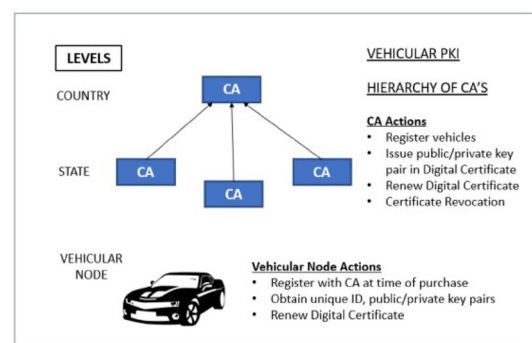 LEVELS
COUNTRY
CA
STATE
CA
CA
CA
VEHICULAR PKI
HIERARCHY OF CA'S
CA Actions
• Register vehicles
• Issue public/private key
pair in Digital Certificate
• Renew Digital Certificate
• Certificate Revocation
VEHICULAR
NODE
Vehicular Node Actions
• Register with CA at time of purchase
• Obtain unique ID, public/private key pairs
• Renew Digital Certificate